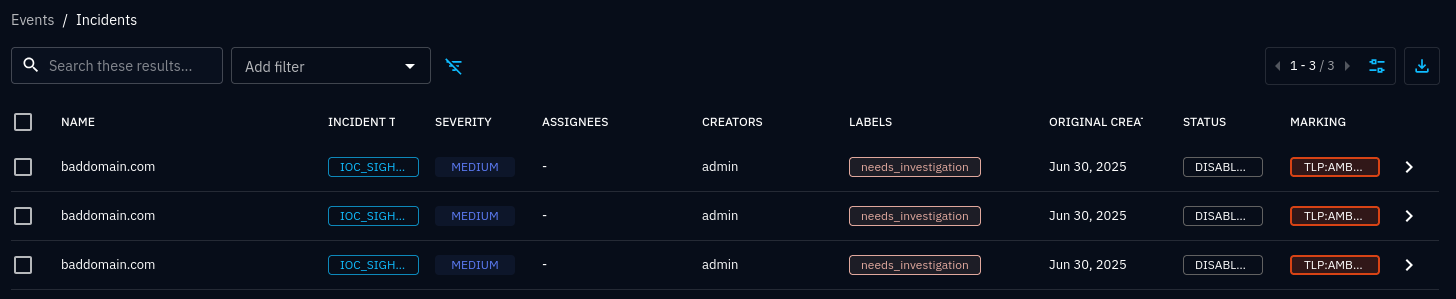 Events / Incidents
Search these results... Add filter 1 - 3 / 3
NAME INCIDENT T SEVERITY ASSIGNEES CREATORS LABELS ORIGINAL CREA STATUS MARKING
baddomain.com IOC_SIGH... MEDIUM - admin needs_investigation Jun 30, 2025 DISABL... TLP:AMB...
baddomain.com IOC_SIGH... MEDIUM - admin needs_investigation Jun 30, 2025 DISABL... TLP:AMB...
baddomain.com IOC_SIGH... MEDIUM - admin needs_investigation Jun 30, 2025 DISABL... TLP:AMB...